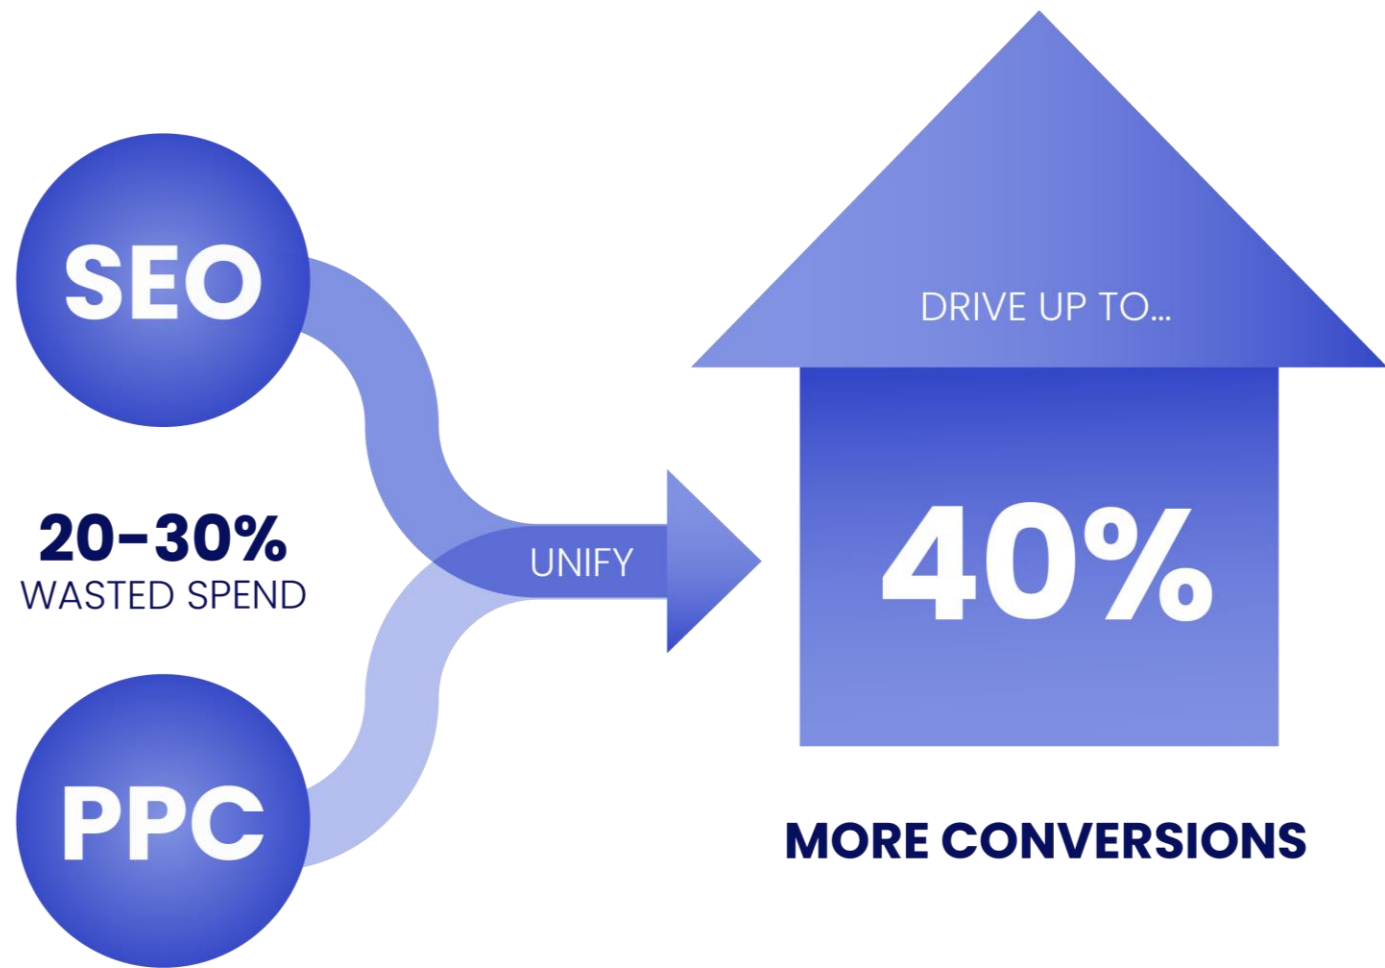 SEO
20-30%
WASTED SPEND
PPC
UNIFY
DRIVE UP TO...
40%
MORE CONVERSIONS